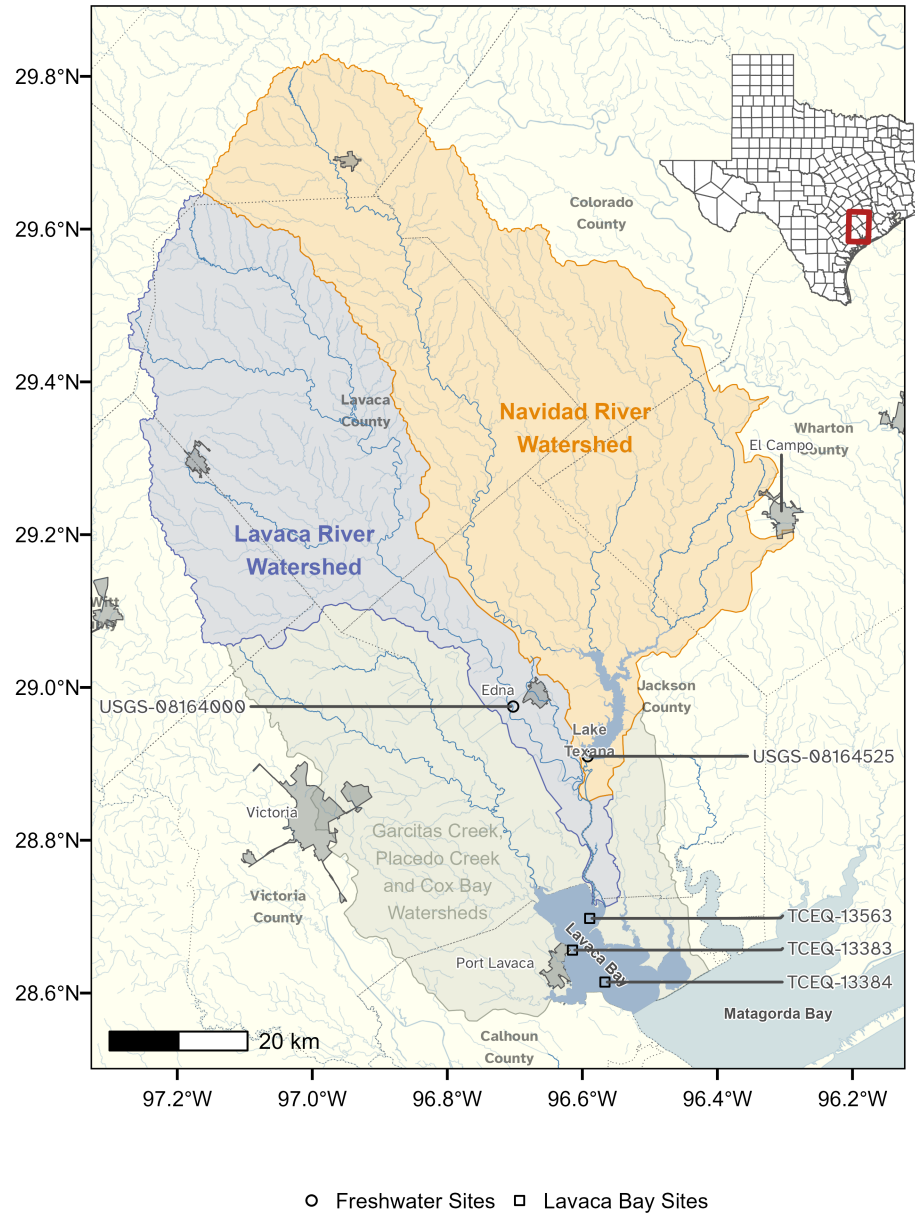 29.8°N
29.6°N
29.4°N
29.2°N
29.0°N
28.8°N
28.6°N
Colorado
County
Lavaca
County
Navidad River
Watershed
Wharton
County
El Campo
Lavaca River
Watershed
Witt
Edna
Jackson
County
USGS-08164000
Lake
Texana
USGS-08164525
Victoria
Garcitas Creek,
Placedo Creek
and Cox Bay
Watersheds
Victoria
County
TCEQ-13563
Lavaca Bay
TCEQ-13383
Port Lavaca
TCEQ-13384
Matagorda Bay
Calhoun
County
20 km
97.2°W
97.0°W
96.8°W
96.6°W
96.4°W
96.2°W
Freshwater Sites
Lavaca Bay Sites